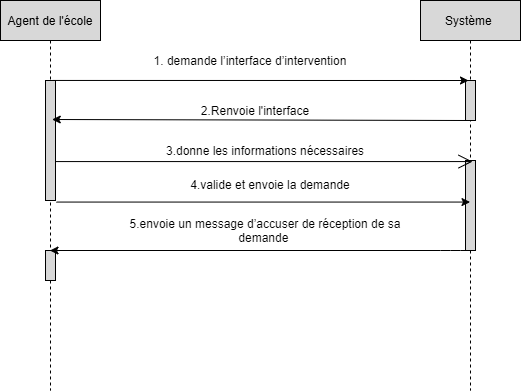 Agent de l'école
Système
1. demande l'interface d'intervention
2.Renvoie l'interface
3.donne les informations nécessaires
4.valide et envoie la demande
5.envoie un message d'accuser de réception de sa
demande